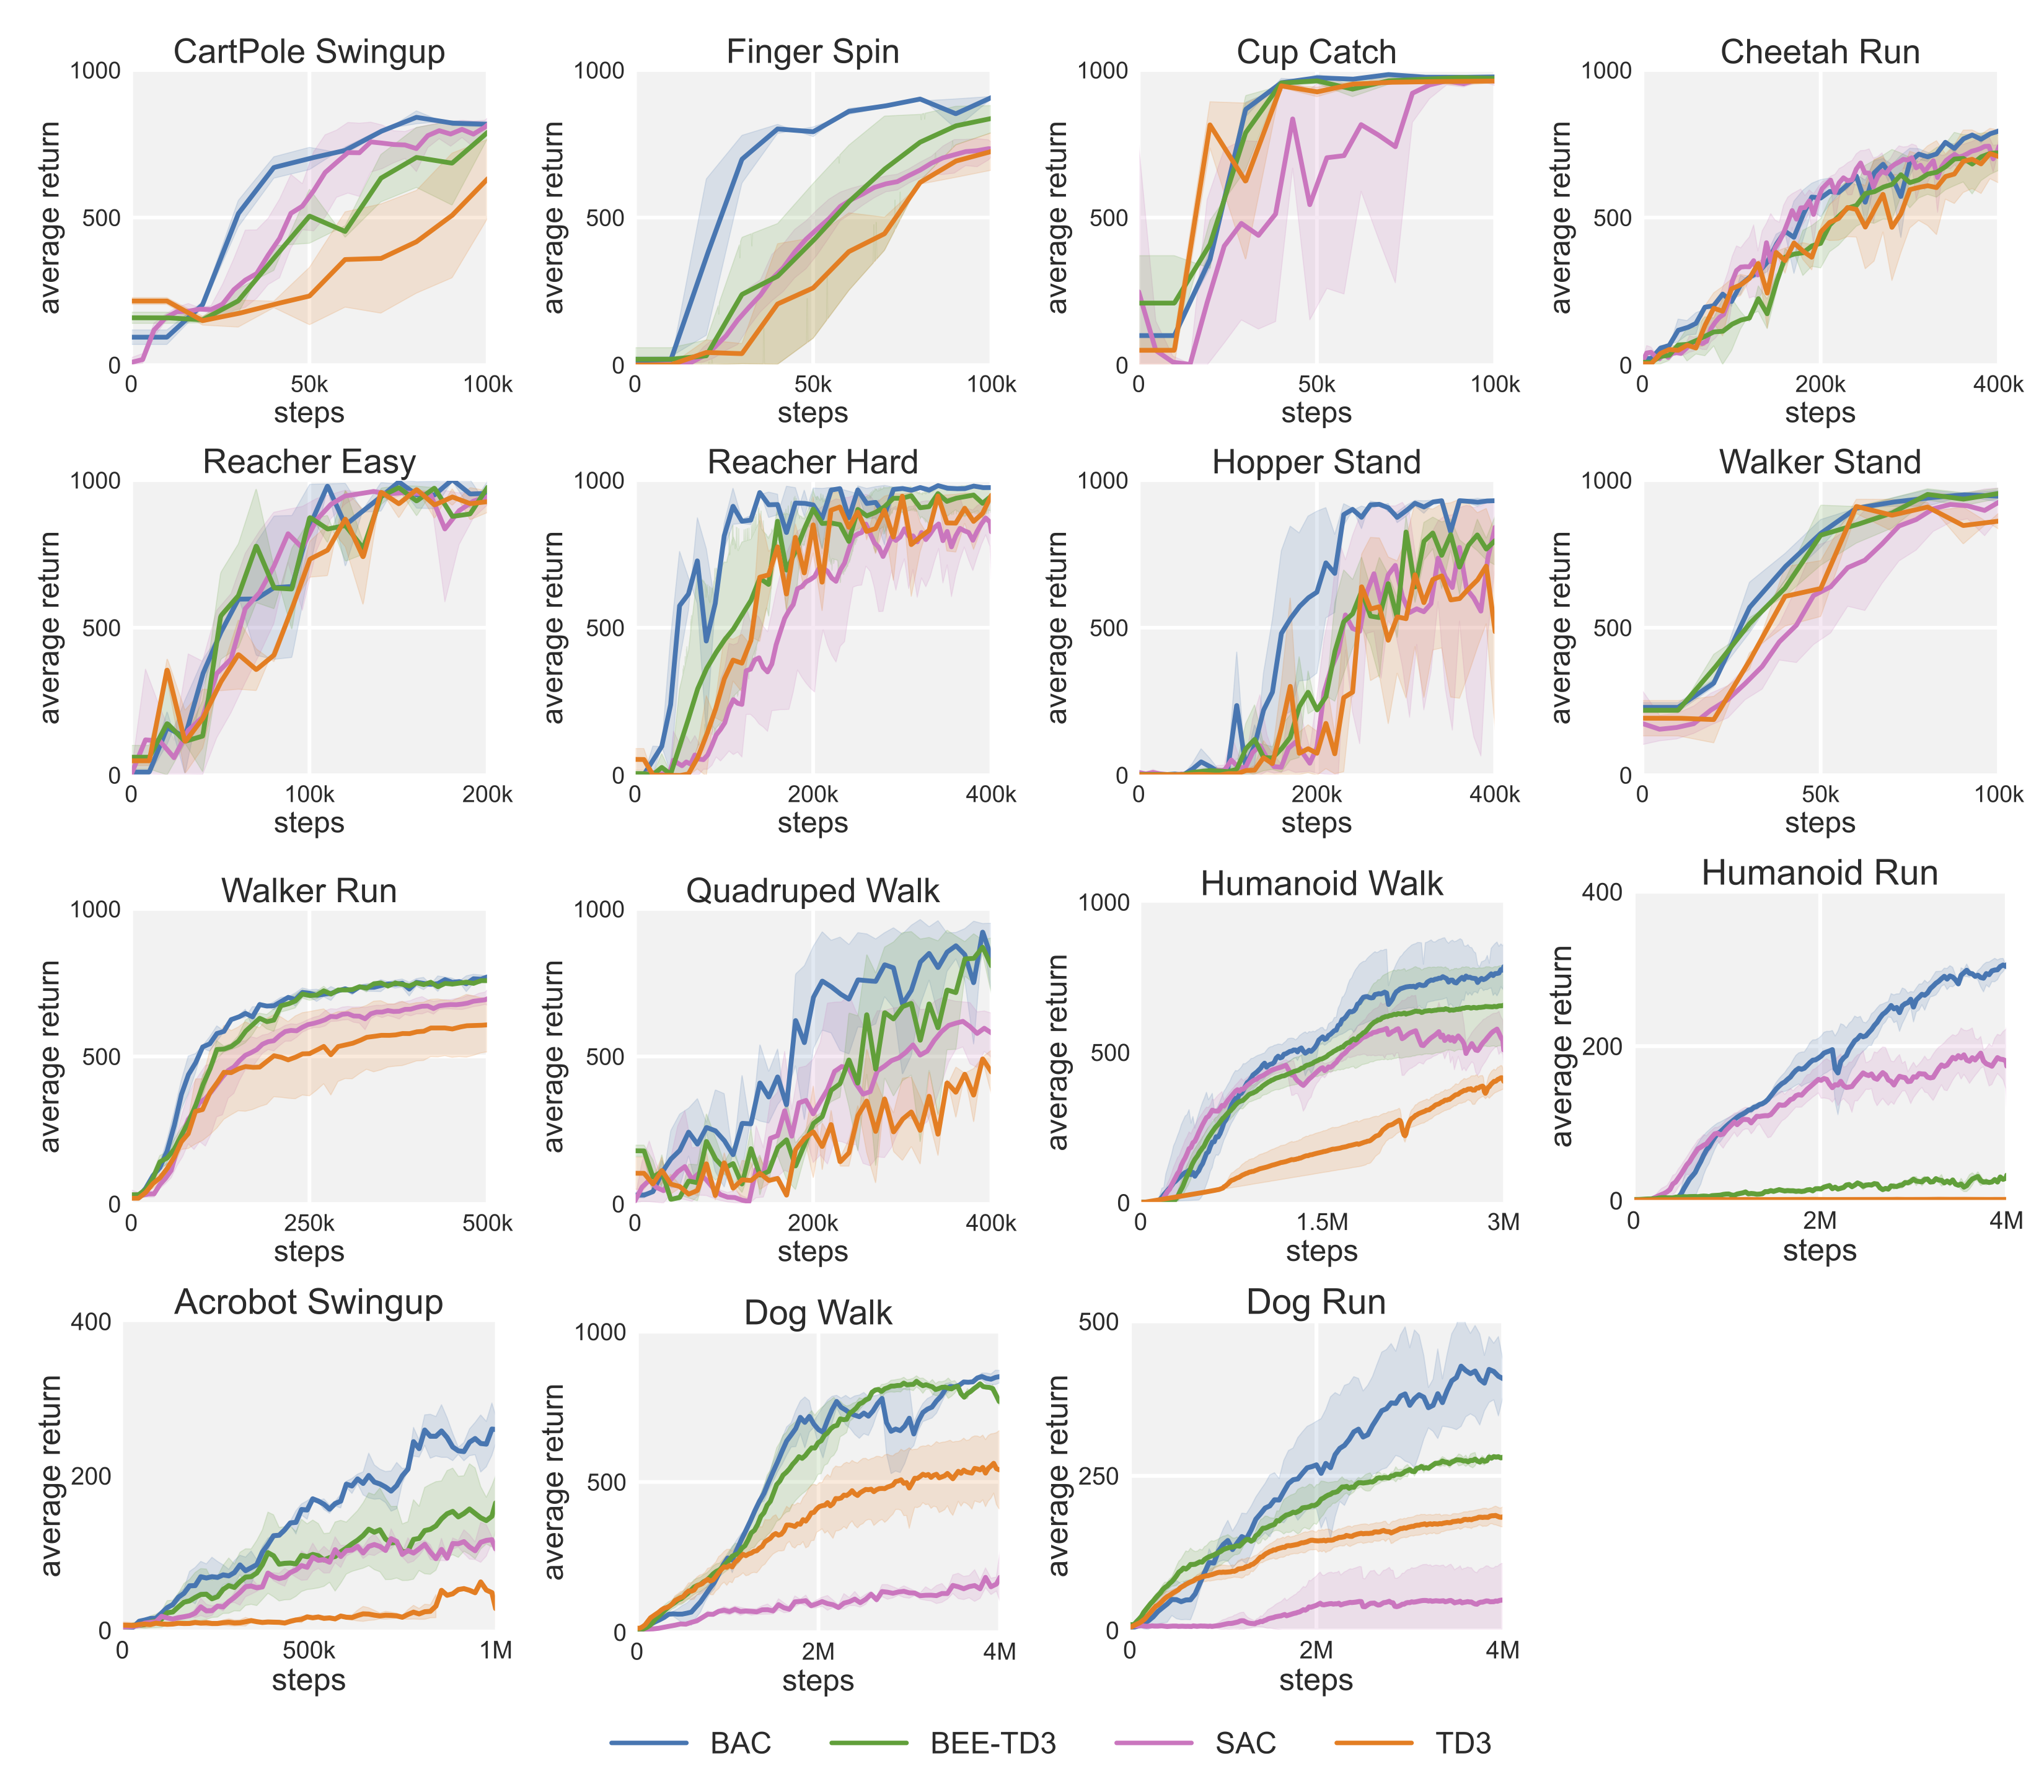 CartPole Swingup
1000
500
0
average return
0 50k 100k
steps
Finger Spin
1000
500
0
average return
0 50k 100k
steps
Cup Catch
1000
500
0
average return
0 50k 100k
steps
Cheetah Run
1000
500
0
average return
0 200k 400k
steps
Reacher Easy
1000
500
0
average return
0 100k 200k
steps
Reacher Hard
1000
500
0
average return
0 200k 400k
steps
Hopper Stand
1000
500
0
average return
0 200k 400k
steps
Walker Stand
1000
500
0
average return
0 50k 100k
steps
Walker Run
1000
500
0
average return
0 250k 500k
steps
Quadruped Walk
1000
500
0
average return
0 200k 400k
steps
Humanoid Walk
1000
500
0
average return
0 1.5M 3M
steps
Humanoid Run
400
200
0
average return
0 2M 4M
steps
Acrobot Swingup
400
200
0
average return
0 500k 1M
steps
Dog Walk
1000
500
0
average return
0 2M 4M
steps
Dog Run
500
250
0
average return
0 2M 4M
steps
BAC BEE-TD3 SAC TD3